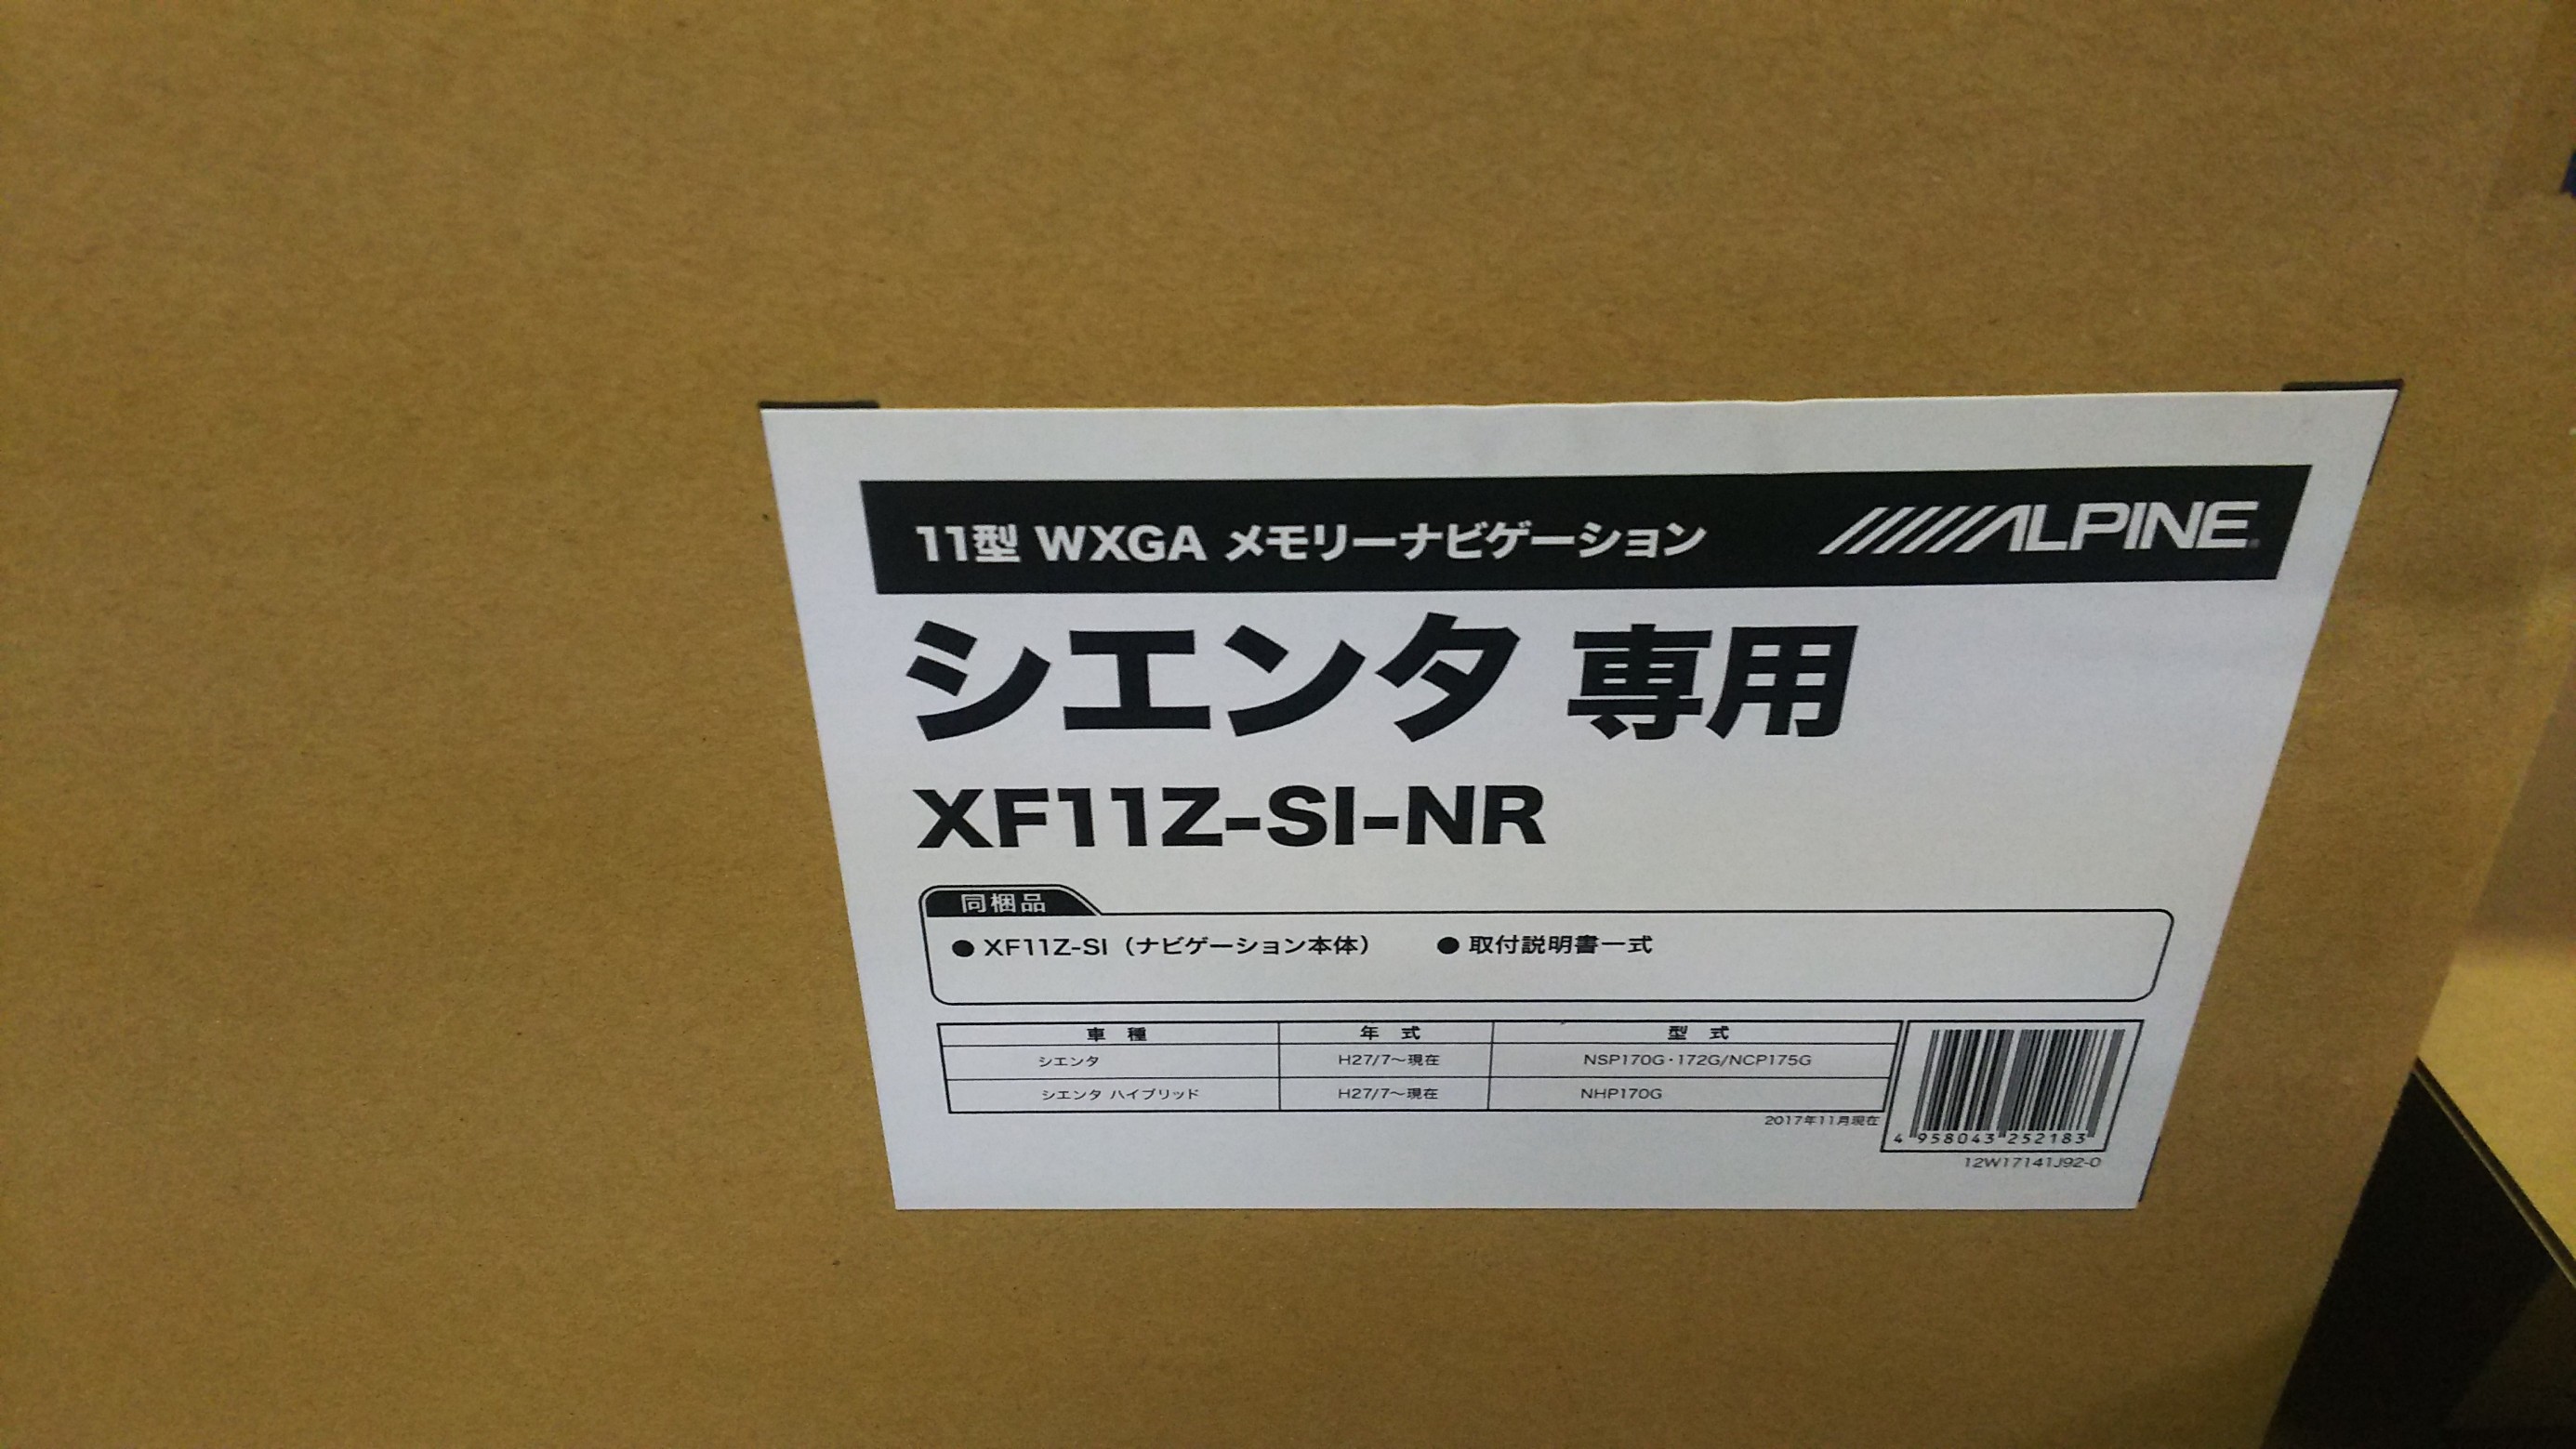 11型 WXGA メモリーナビゲーション ALPINE
シエンタ 専用
XF11Z-SI-NR
同梱品
● XF11Z-SI（ナビゲーション本体） ● 取付説明書一式
車 種 年 式 型 式
シエンタ H27/7〜現在 NSP170G・172G/NCP175G
シエンタ ハイブリッド H27/7〜現在 NHP170G
2017年11月現在
4 958043 252183
12W17141J92-0